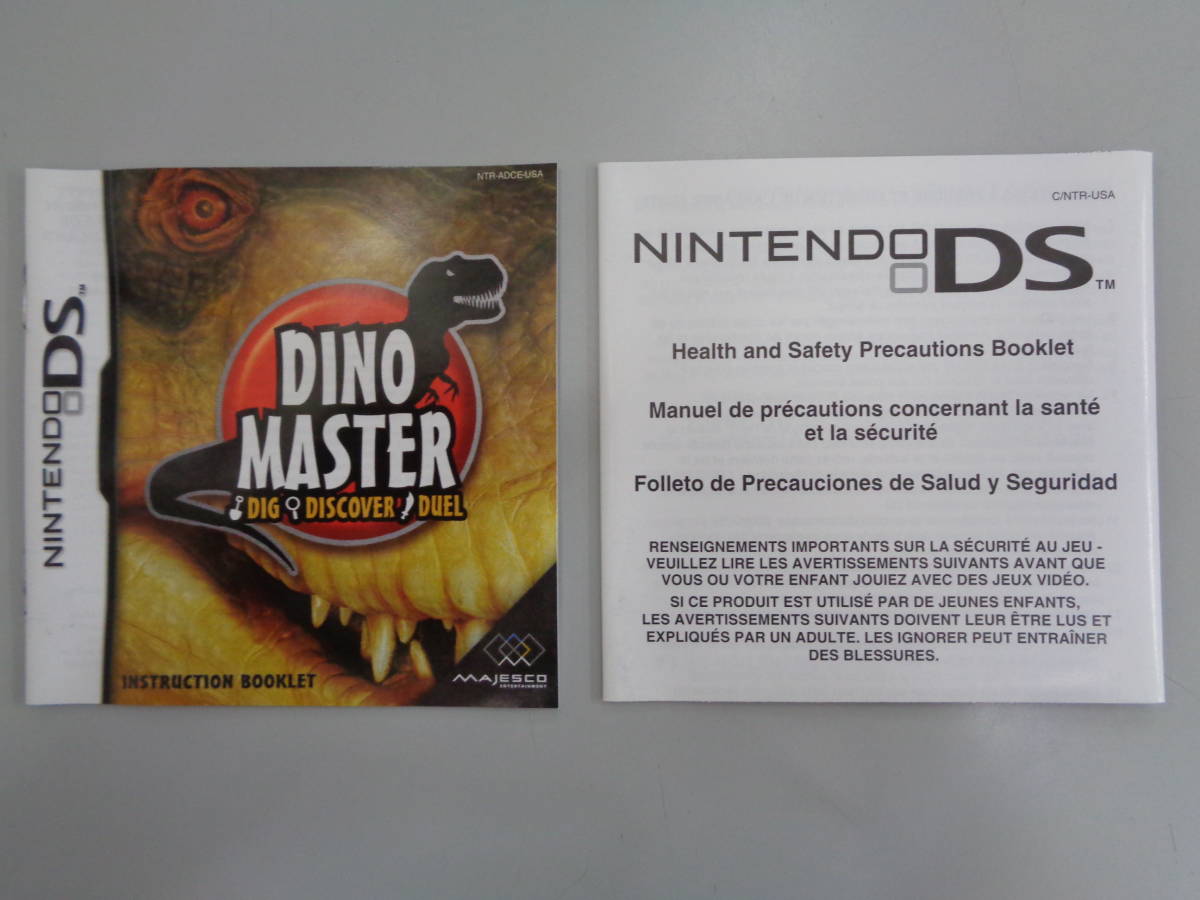 NTR-ADCE-USA
NINTENDO DS™
DINO
MASTER
DIG DISCOVER DUEL
INSTRUCTION BOOKLET
MAJESCO
ENTERTAINMENT
C/NTR-USA
NINTENDO DS™
Health and Safety Precautions Booklet
Manuel de précautions concernant la santé
et la sécurité
Folleto de Precauciones de Salud y Seguridad
RENSEIGNEMENTS IMPORTANTS SUR LA SÉCURITÉ AU JEU -
VEUILLEZ LIRE LES AVERTISSEMENTS SUIVANTS AVANT QUE
VOUS OU VOTRE ENFANT JOUIEZ AVEC DES JEUX VIDÉO.
SI CE PRODUIT EST UTILISÉ PAR DE JEUNES ENFANTS,
LES AVERTISSEMENTS SUIVANTS DOIVENT LEUR ÊTRE LUS ET
EXPLIQUÉS PAR UN ADULTE. LES IGNORER PEUT ENTRAÎNER
DES BLESSURES.